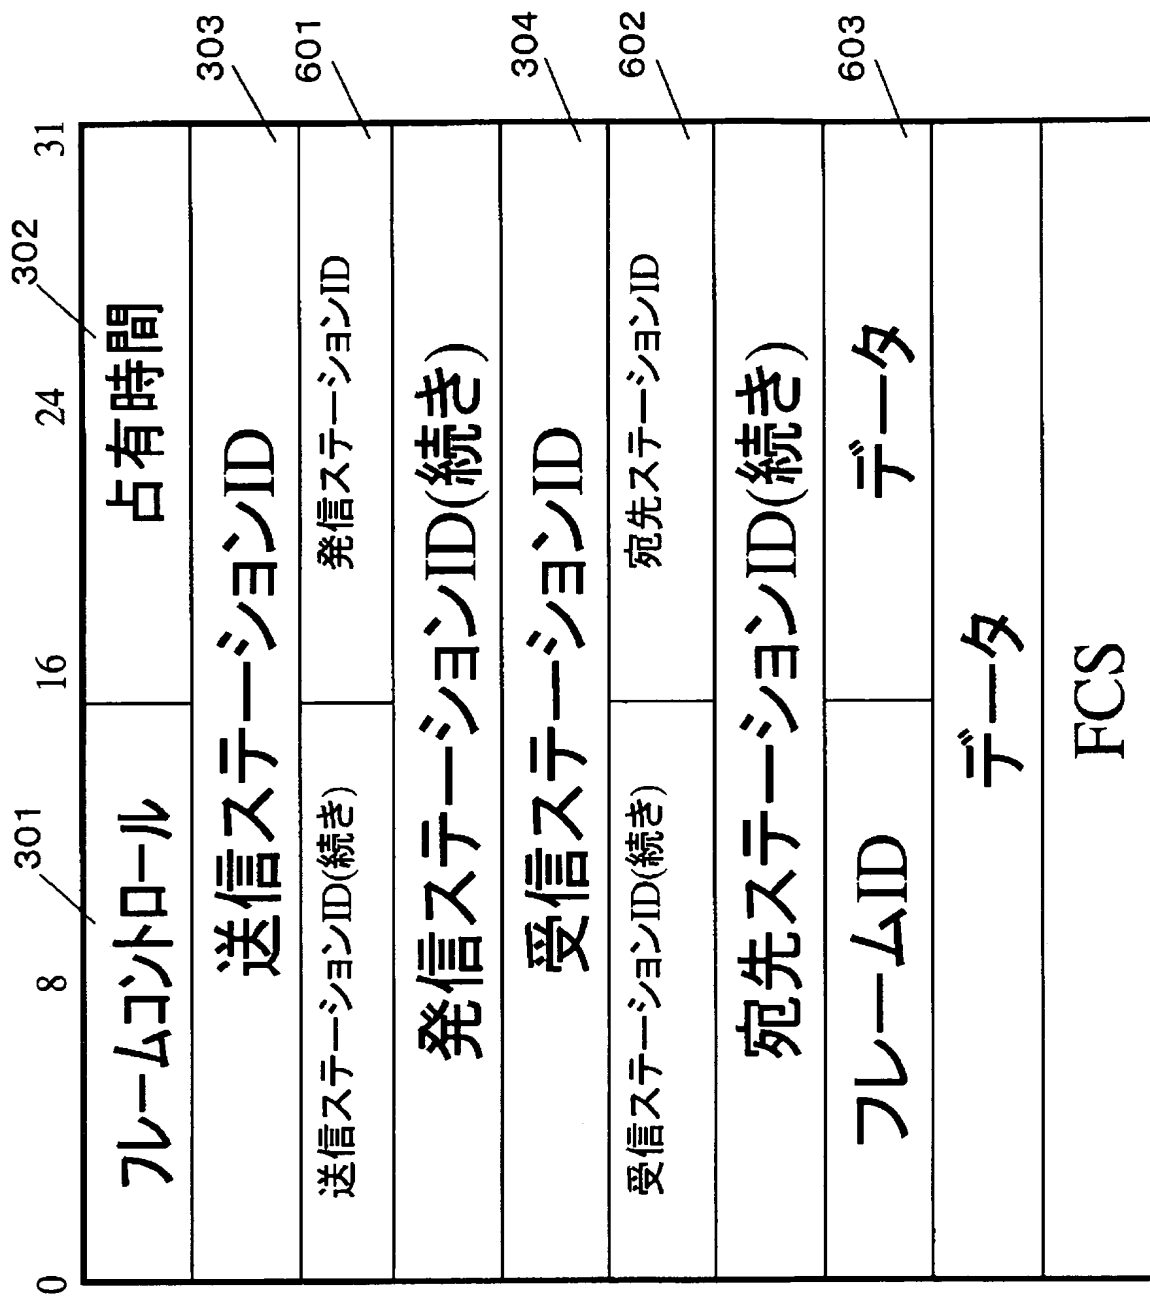 0 8 16 24 31
301 302
フレームコントロール 占有時間
送信ステーションID 303
送信ステーションID(続き) 発信ステーションID 601
発信ステーションID(続き)
受信ステーションID 304
受信ステーションID(続き) 宛先ステーションID 602
宛先ステーションID(続き)
フレームID データ 603
データ
FCS